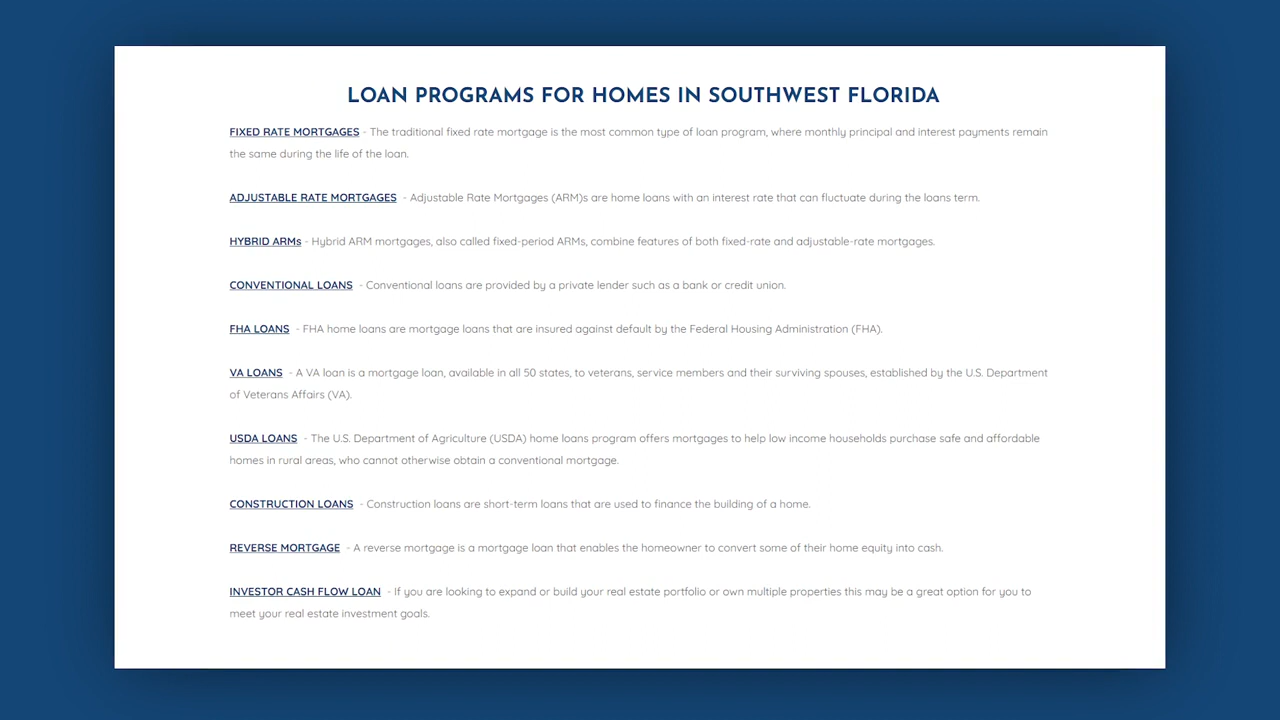 LOAN PROGRAMS FOR HOMES IN SOUTHWEST FLORIDA
FIXED RATE MORTGAGES - The traditional fixed rate mortgage is the most common type of loan program, where monthly principal and interest payments remain
the same during the life of the loan.
ADJUSTABLE RATE MORTGAGES - Adjustable Rate Mortgages (ARM)s are home loans with an interest rate that can fluctuate during the loans term.
HYBRID ARMs - Hybrid ARM mortgages, also called fixed-period ARMs, combine features of both fixed-rate and adjustable-rate mortgages.
CONVENTIONAL LOANS - Conventional loans are provided by a private lender such as a bank or credit union.
FHA LOANS - FHA home loans are mortgage loans that are insured against default by the Federal Housing Administration (FHA).
VA LOANS - A VA loan is a mortgage loan, available in all 50 states, to veterans, service members and their surviving spouses, established by the U.S. Department
of Veterans Affairs (VA).
USDA LOANS - The U.S. Department of Agriculture (USDA) home loans program offers mortgages to help low income households purchase safe and affordable
homes in rural areas, who cannot otherwise obtain a conventional mortgage.
CONSTRUCTION LOANS - Construction loans are short-term loans that are used to finance the building of a home.
REVERSE MORTGAGE - A reverse mortgage is a mortgage loan that enables the homeowner to convert some of their home equity into cash.
INVESTOR CASH FLOW LOAN - If you are looking to expand or build your real estate portfolio or own multiple properties this may be a great option for you to
meet your real estate investment goals.